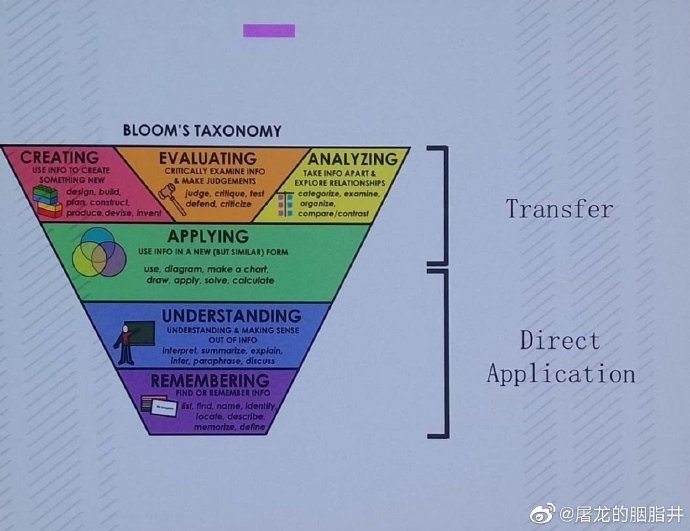 BLOOM'S TAXONOMY
CREATING
USE INFO TO CREATE
SOMETHING NEW
design, build,
plan, construct,
produce, devise, invent
EVALUATING
CRITICALLY EXAMINE INFO
& MAKE JUDGEMENTS
judge, critique, test
defend, criticize
ANALYZING
TAKE INFO APART &
EXPLORE RELATIONSHIPS
categorize, examine,
organize,
compare/contrast
Transfer
APPLYING
USE INFO IN A NEW (BUT SIMILAR) FORM
use, diagram, make a chart,
draw, apply, solve, calculate
UNDERSTANDING
UNDERSTANDING & MAKING SENSE
OUT OF INFO
interpret, summarize, explain,
infer, paraphrase, discuss
Direct
Application
REMEMBERING
FIND OR REMEMBER INFO
list, find, name, identify,
locate, describe,
memorize, define
@屠龙的胭脂井